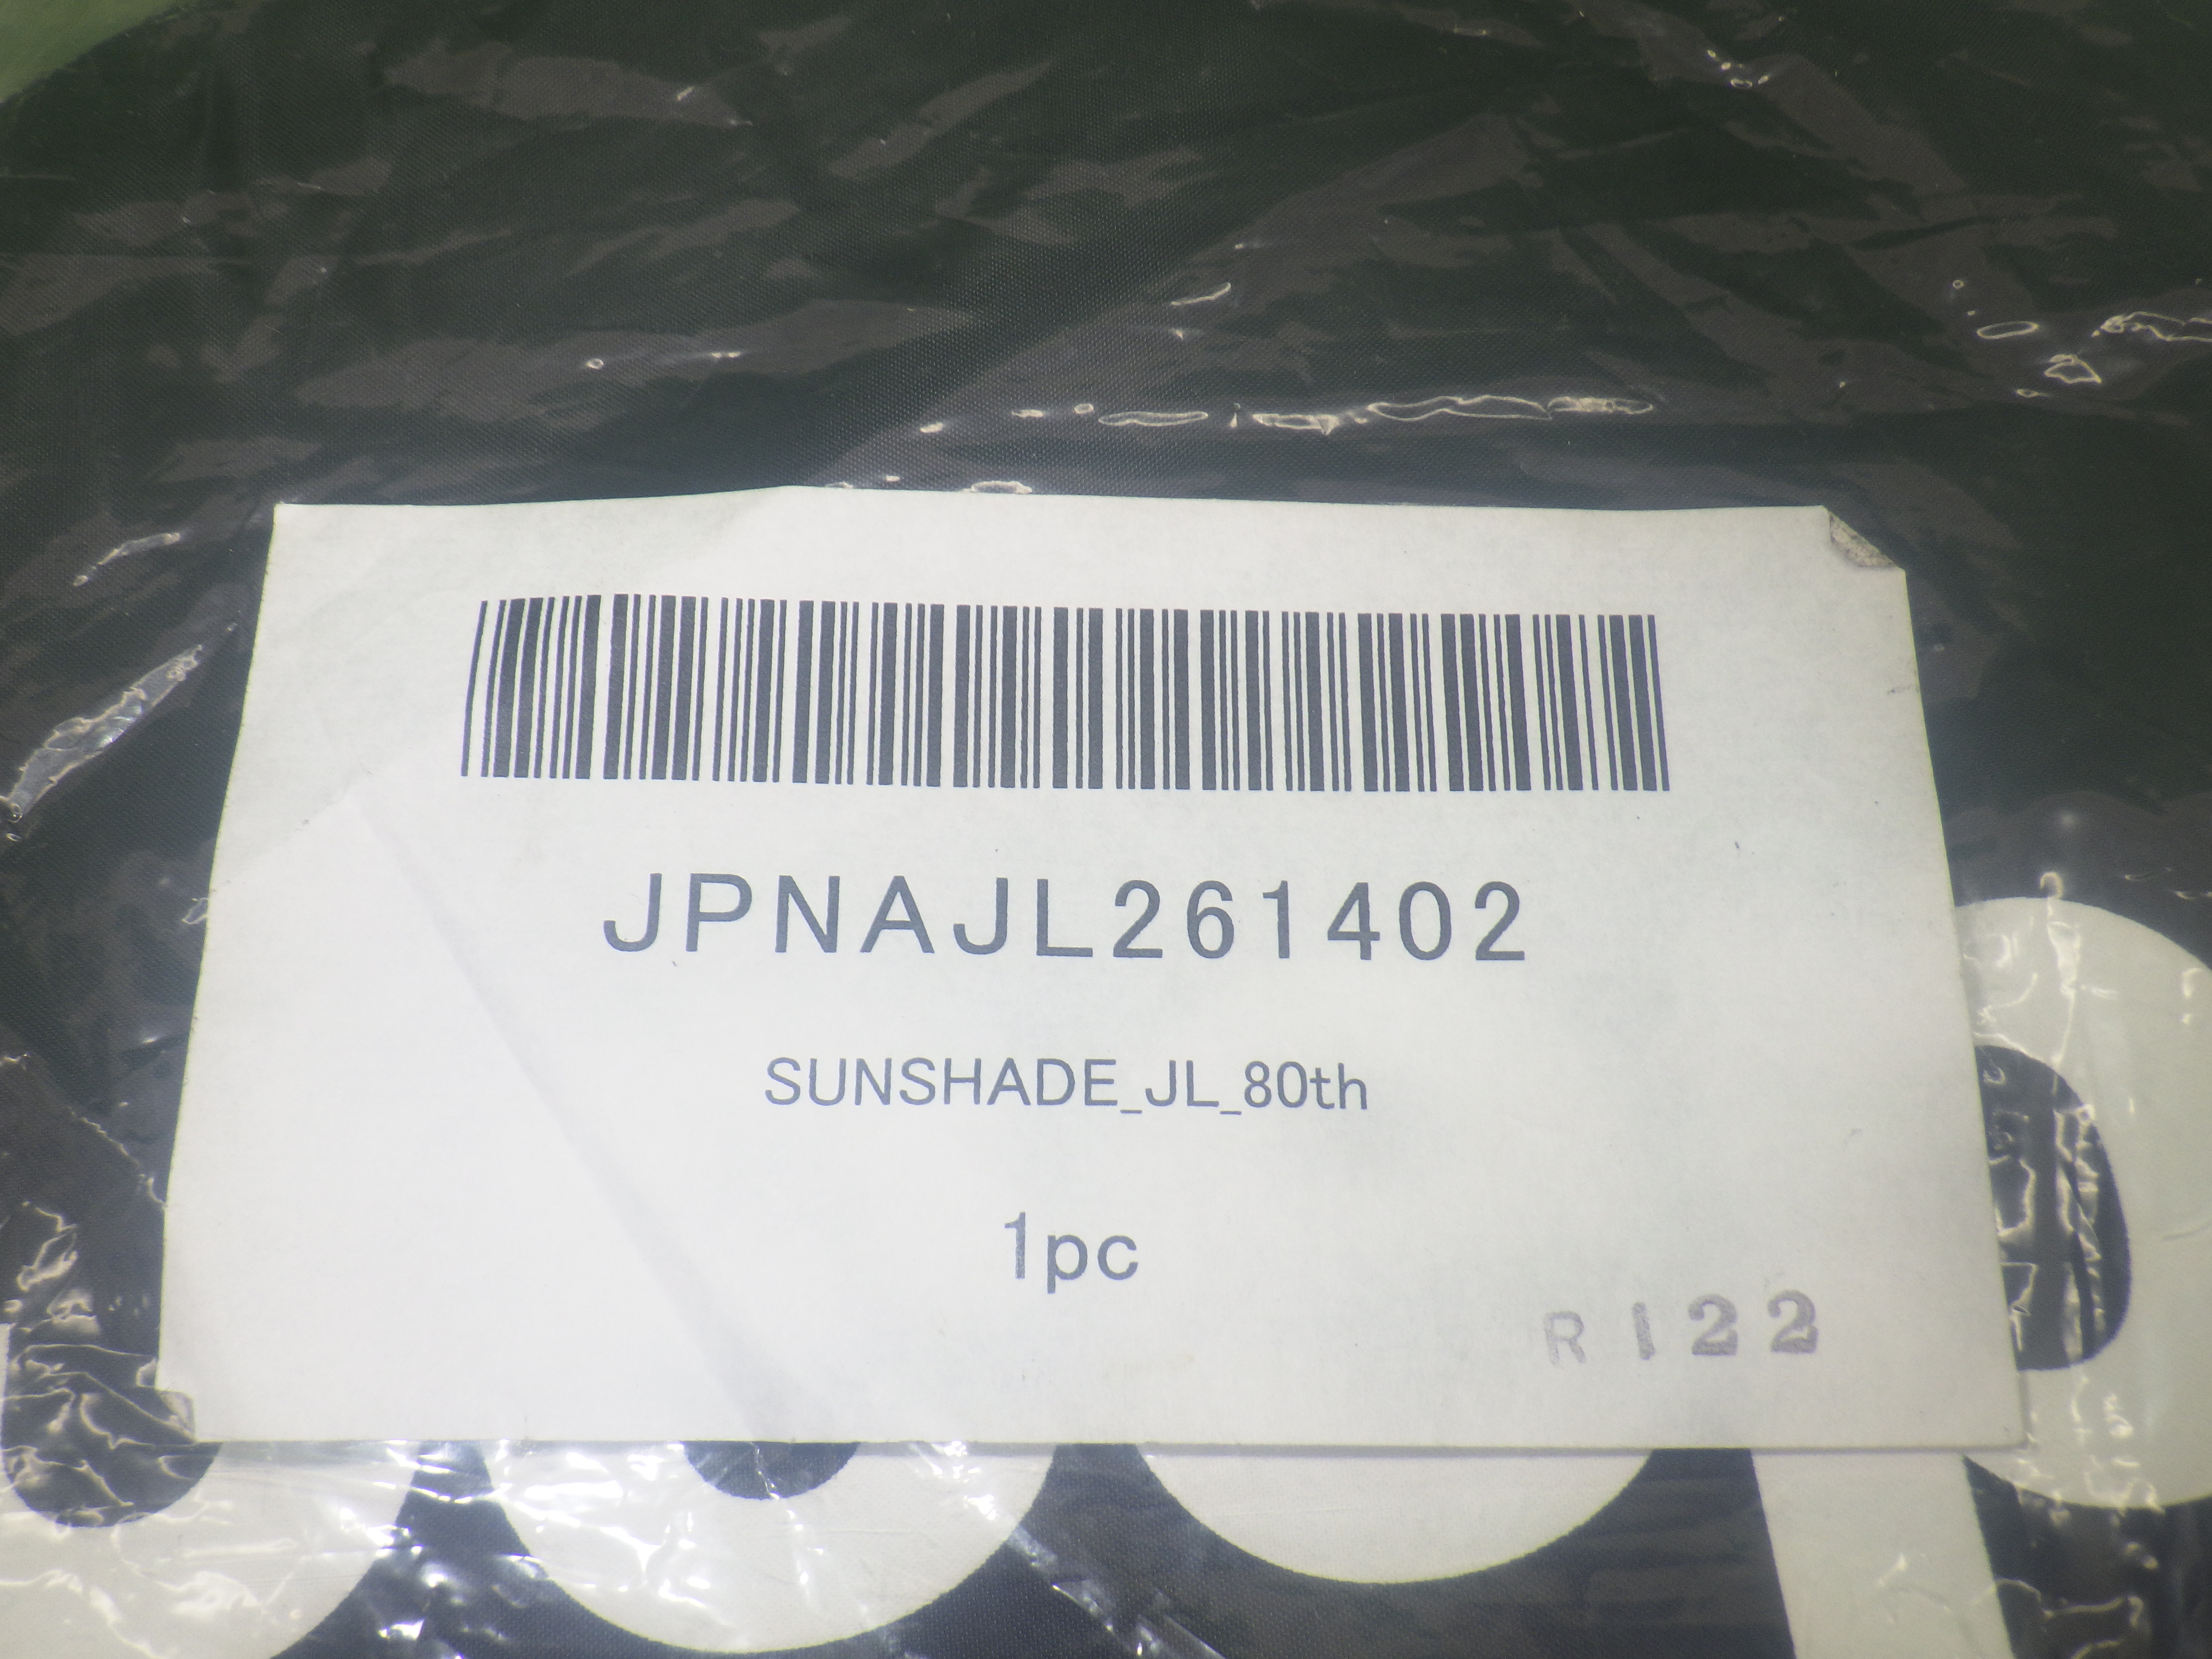 JPNAJL261402
SUNSHADE_JL_80th
1pc
R122